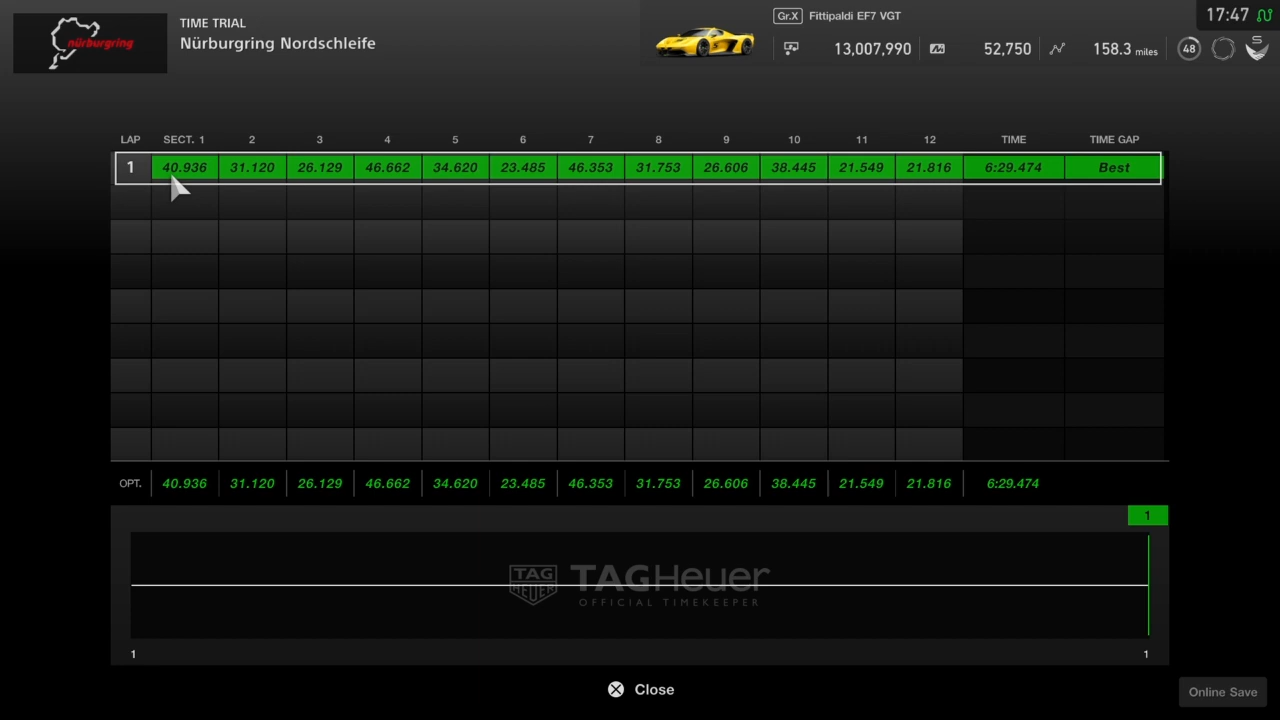 nürburgring
TIME TRIAL
Nürburgring Nordschleife
Gr.X Fittipaldi EF7 VGT
13,007,990 52,750 158.3 miles 48 S
17:47
LAP SECT. 1 2 3 4 5 6 7 8 9 10 11 12 TIME TIME GAP
1 40.936 31.120 26.129 46.662 34.620 23.485 46.353 31.753 26.606 38.445 21.549 21.816 6:29.474 Best
OPT. 40.936 31.120 26.129 46.662 34.620 23.485 46.353 31.753 26.606 38.445 21.549 21.816 6:29.474
1
TAG HEUER TAGHeuer
OFFICIAL TIMEKEEPER
1 1
Close
Online Save